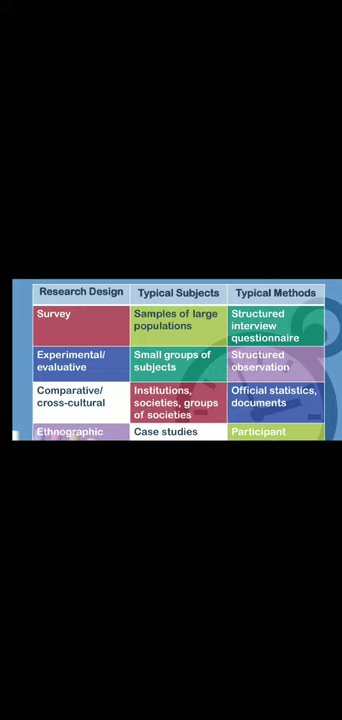 Research Design Typical Subjects Typical Methods
Survey
Samples of large
populations
Structured
interview
questionnaire
Experimental/
evaluative
Small groups of
subjects
Structured
observation
Comparative/
cross-cultural
Institutions,
societies, groups
of societies
Official statistics,
documents
Ethnographic
Case studies
Participant